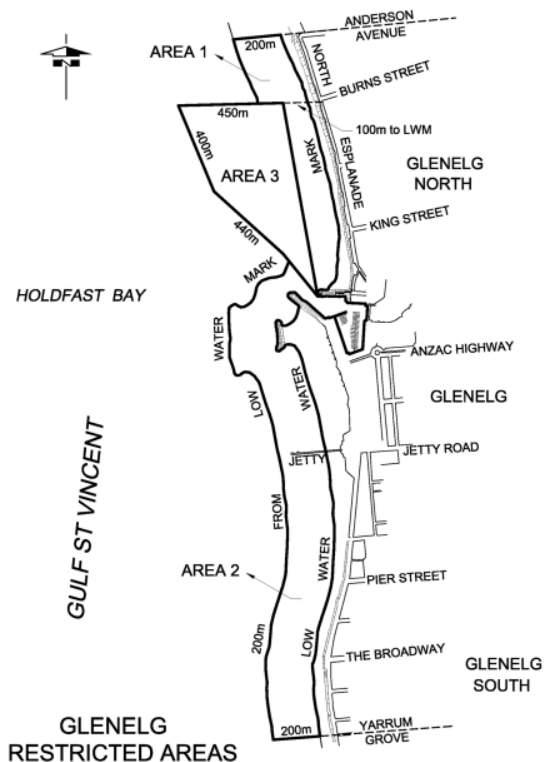 ANDERSON
AVENUE
AREA 1
200m
NORTH
BURNS STREET
450m
100m to LWM
400m
MARK
ESPLANADE
AREA 3
GLENELG
NORTH
KING STREET
440m
MARK
HOLDFAST BAY
WATER
ANZAC HIGHWAY
LOW
WATER
GLENELG
GULF ST VINCENT
JETTY
JETTY ROAD
FROM
WATER
AREA 2
PIER STREET
200m
LOW
THE BROADWAY
GLENELG
SOUTH
200m
YARRUM
GROVE
GLENELG
RESTRICTED AREAS